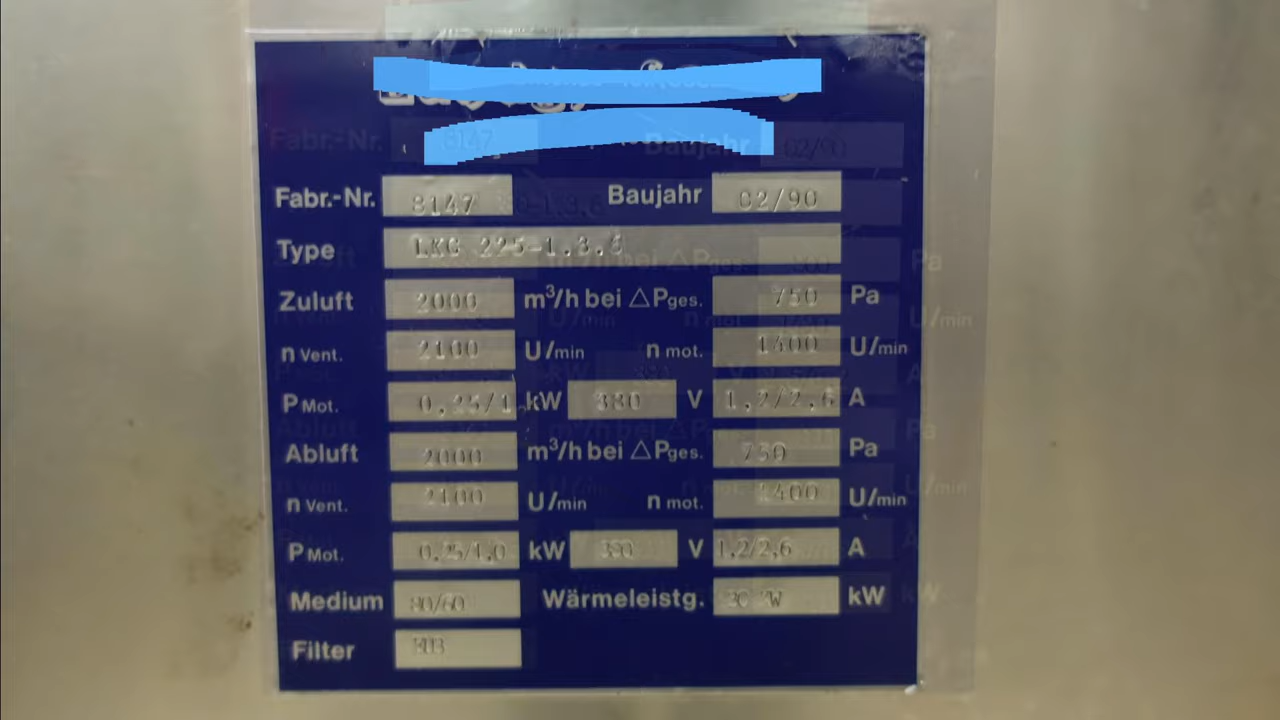 Fabr.-Nr. 8147 Baujahr 02/90
Type LKG 225-1.3.6
Zuluft 2000 m³/h bei △Pges. 750 Pa
n Vent. 2100 U/min n mot. 1400 U/min
P Mot. 0,25/1, kW 380 V 1,2/2,6 A
Abluft 2000 m³/h bei △Pges. 750 Pa
n Vent. 2100 U/min n mot. 1400 U/min
P Mot. 0,25/1,0 kW 380 V 1,2/2,6 A
Medium 80/60 Wärmeleistg. kW
Filter